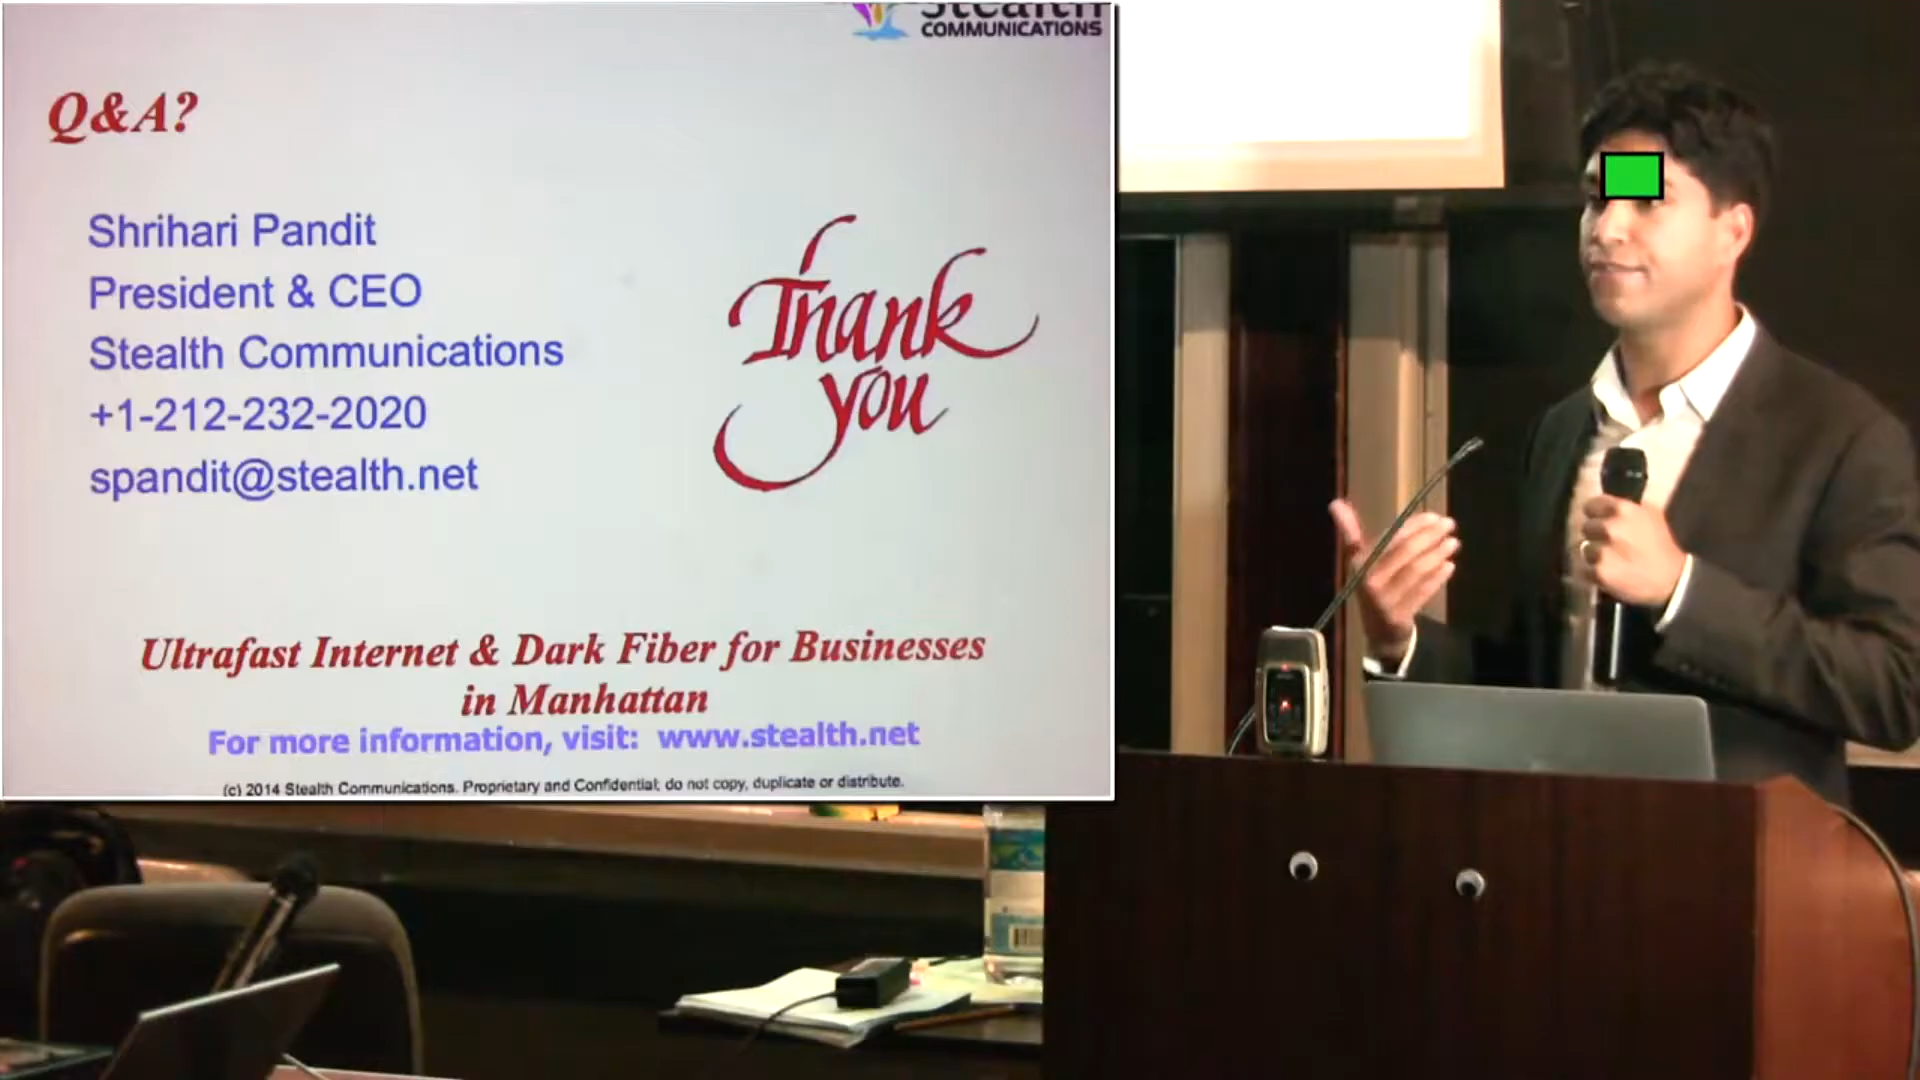 Stealth
COMMUNICATIONS
Q&A?
Shrihari Pandit
President & CEO
Stealth Communications
+1-212-232-2020
spandit@stealth.net
Thank
you
Ultrafast Internet & Dark Fiber for Businesses
in Manhattan
For more information, visit: www.stealth.net
(c) 2014 Stealth Communications. Proprietary and Confidential; do not copy, duplicate or distribute.